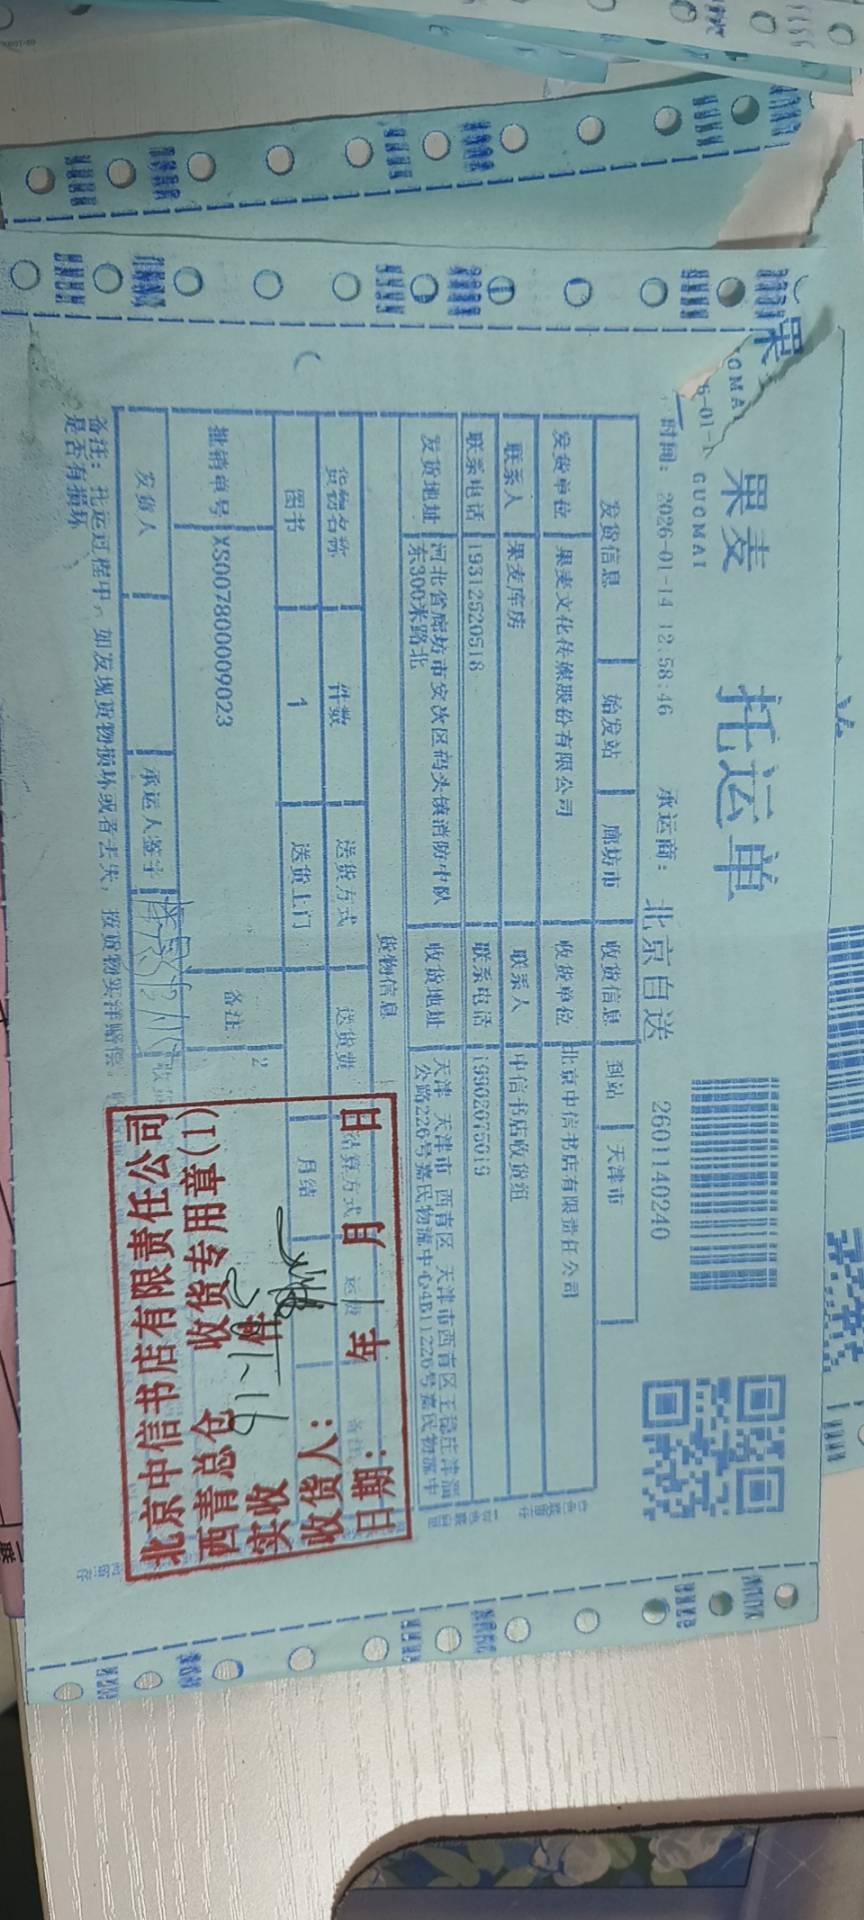 果麦 托运单
GUOMAI
时间: 2026-01-14 12:58:46 承运商: 北京自送 2601140240
发货信息 始发站 廊坊市 收货信息 到站 天津市
发货单位 果麦文化传媒股份有限公司 收货单位 北京中信书店有限责任公司
联系人 果麦库房 联系人 中信书店收货组
联系电话 19312520518 联系电话 19902075019
发货地址 河北省廊坊市安次区码头镇消防中队东300米路北 收货地址 天津 天津市 西青区 天津市西青区王稳庄津淄公路226号嘉民物流中心4B11226号嘉民物流中
货物信息
货物名称 件数 送货方式 送货费 结算方式 运费 备注
图书 1 送货上门 月结
批销单号 XS007800009023 备注
发货人 承运人签字
备注: 托运过程中, 如发现货物损坏或者丢失, 按货物实洋赔偿
是否有损坏
北京中信书店有限责任公司
西青总仓 收货专用章(1)
实收 件
收货人:
日期: 年 月 日